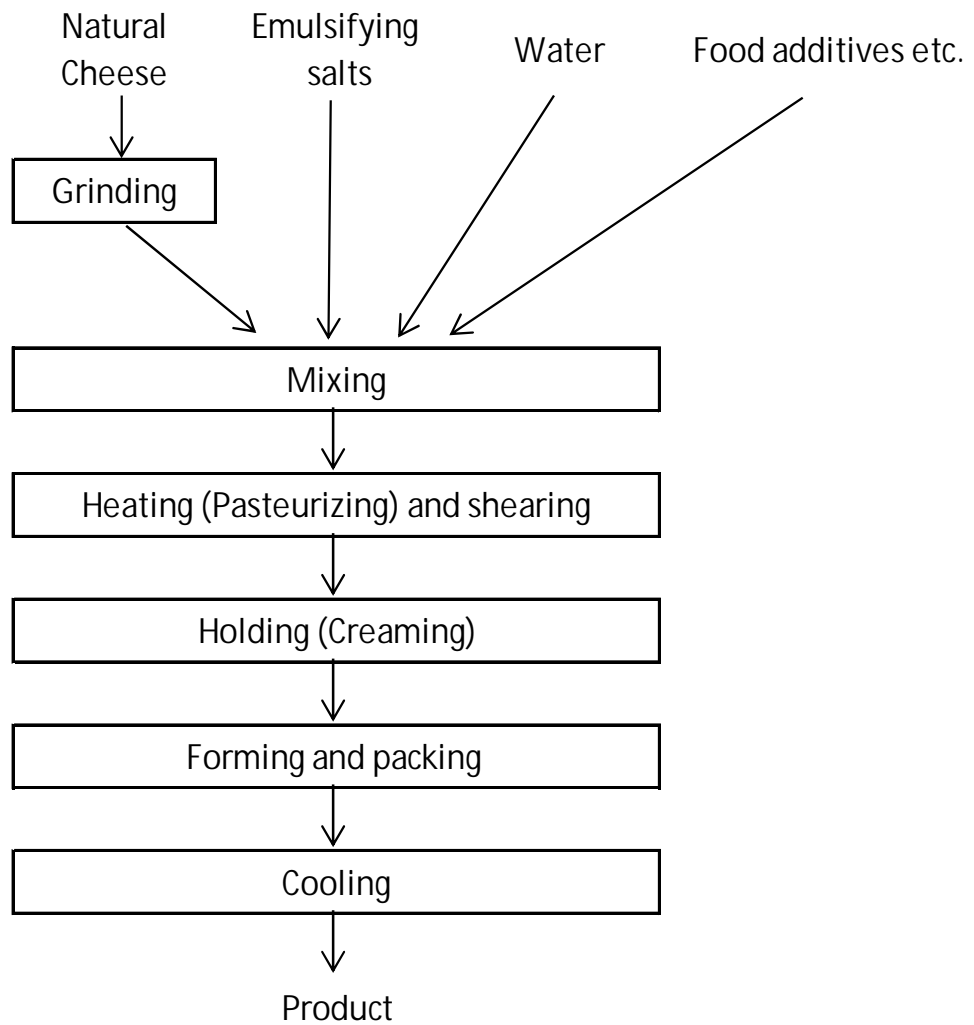 Natural
Cheese
Emulsifying
salts
Water
Food additives etc.
Grinding
Mixing
Heating (Pasteurizing) and shearing
Holding (Creaming)
Forming and packing
Cooling
Product